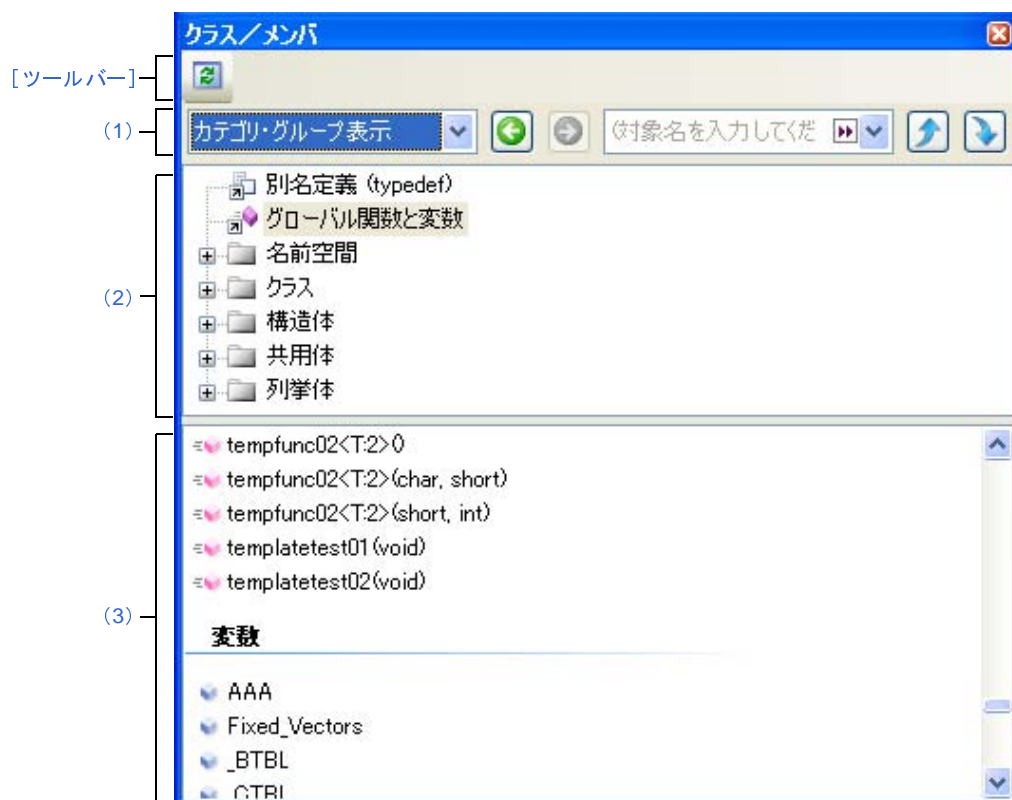 クラス／メンバ
[ツールバー]
(1)
カテゴリ・グループ表示
(対象名を入力してくだ
(2)
別名定義 (typedef)
グローバル関数と変数
名前空間
クラス
構造体
共用体
列挙体
(3)
tempfunc02<T:2>()
tempfunc02<T:2>(char, short)
tempfunc02<T:2>(short, int)
templatetest01(void)
templatetest02(void)
変数
AAA
Fixed_Vectors
_BTBL
_CTBL